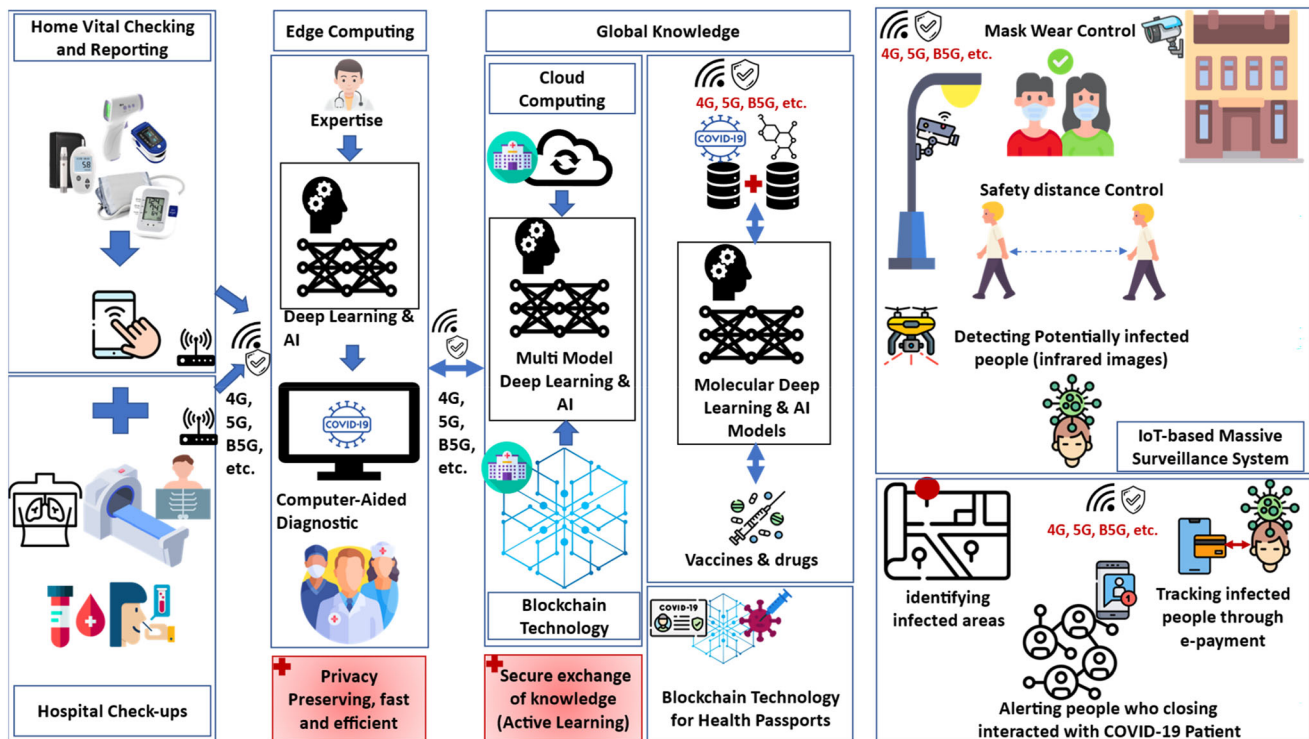 Home Vital Checking
and Reporting
4G,
5G,
B5G,
etc.
Hospital Check-ups
Edge Computing
Expertise
Deep Learning &
AI
COVID-19
Computer-Aided
Diagnostic
Privacy
Preserving, fast
and efficient
4G,
5G,
B5G,
etc.
Global Knowledge
Cloud
Computing
Multi Model
Deep Learning &
AI
Blockchain
Technology
Secure exchange
of knowledge
(Active Learning)
4G, 5G, B5G, etc.
COVID-19
Molecular Deep
Learning & AI
Models
Vaccines & drugs
COVID-19
Blockchain Technology
for Health Passports
Mask Wear Control
4G, 5G, B5G, etc.
Safety distance Control
Detecting Potentially infected
people (infrared images)
IoT-based Massive
Surveillance System
4G, 5G, B5G, etc.
identifying
infected areas
1
Tracking infected
people through
e-payment
Alerting people who closing
interacted with COVID-19 Patient